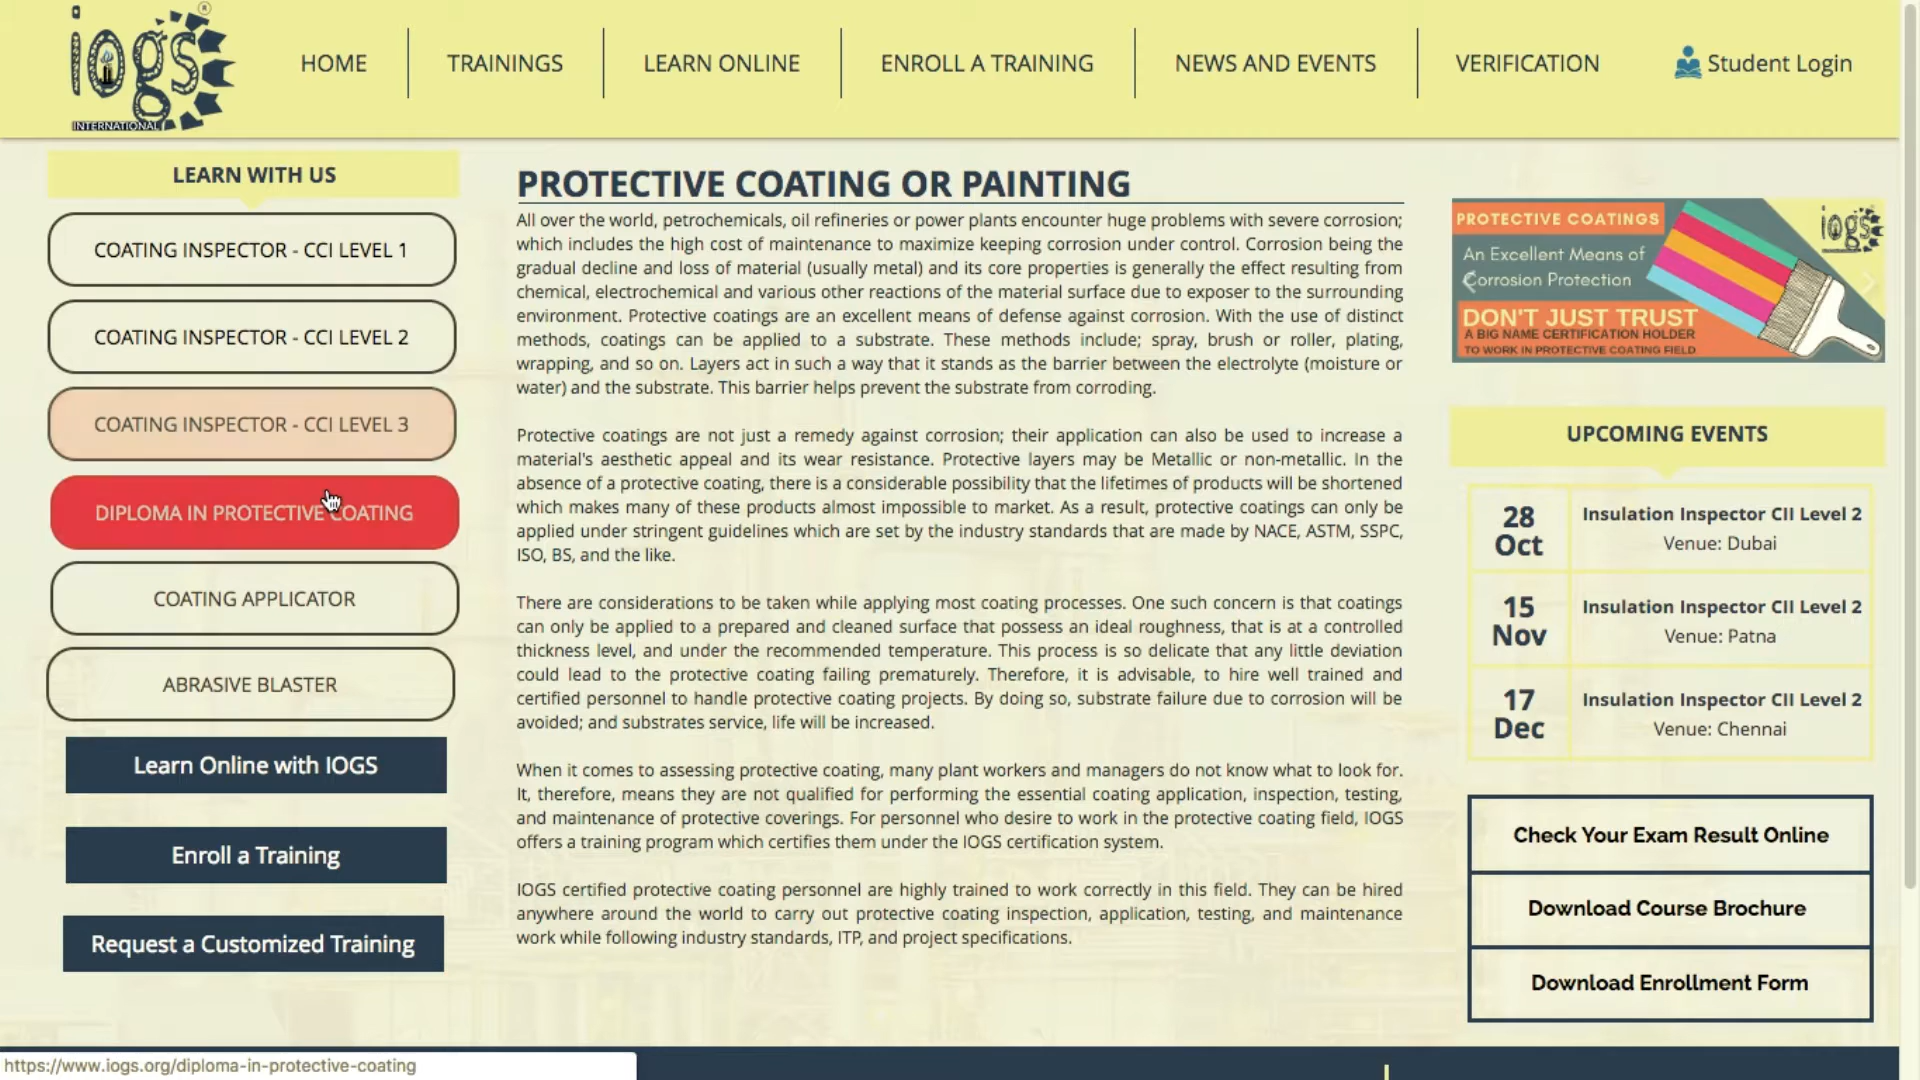 iogs
®
INTERNATIONAL
HOME
TRAININGS
LEARN ONLINE
ENROLL A TRAINING
NEWS AND EVENTS
VERIFICATION
Student Login
LEARN WITH US
COATING INSPECTOR - CCI LEVEL 1
COATING INSPECTOR - CCI LEVEL 2
COATING INSPECTOR - CCI LEVEL 3
DIPLOMA IN PROTECTIVE COATING
COATING APPLICATOR
ABRASIVE BLASTER
Learn Online with IOGS
Enroll a Training
Request a Customized Training
PROTECTIVE COATING OR PAINTING
All over the world, petrochemicals, oil refineries or power plants encounter huge problems with severe corrosion;
which includes the high cost of maintenance to maximize keeping corrosion under control. Corrosion being the
gradual decline and loss of material (usually metal) and its core properties is generally the effect resulting from
chemical, electrochemical and various other reactions of the material surface due to exposer to the surrounding
environment. Protective coatings are an excellent means of defense against corrosion. With the use of distinct
methods, coatings can be applied to a substrate. These methods include; spray, brush or roller, plating,
wrapping, and so on. Layers act in such a way that it stands as the barrier between the electrolyte (moisture or
water) and the substrate. This barrier helps prevent the substrate from corroding.
Protective coatings are not just a remedy against corrosion; their application can also be used to increase a
material's aesthetic appeal and its wear resistance. Protective layers may be Metallic or non-metallic. In the
absence of a protective coating, there is a considerable possibility that the lifetimes of products will be shortened
which makes many of these products almost impossible to market. As a result, protective coatings can only be
applied under stringent guidelines which are set by the industry standards that are made by NACE, ASTM, SSPC,
ISO, BS, and the like.
There are considerations to be taken while applying most coating processes. One such concern is that coatings
can only be applied to a prepared and cleaned surface that possess an ideal roughness, that is at a controlled
thickness level, and under the recommended temperature. This process is so delicate that any little deviation
could lead to the protective coating failing prematurely. Therefore, it is advisable, to hire well trained and
certified personnel to handle protective coating projects. By doing so, substrate failure due to corrosion will be
avoided; and substrates service, life will be increased.
When it comes to assessing protective coating, many plant workers and managers do not know what to look for.
It, therefore, means they are not qualified for performing the essential coating application, inspection, testing,
and maintenance of protective coverings. For personnel who desire to work in the protective coating field, IOGS
offers a training program which certifies them under the IOGS certification system.
IOGS certified protective coating personnel are highly trained to work correctly in this field. They can be hired
anywhere around the world to carry out protective coating inspection, application, testing, and maintenance
work while following industry standards, ITP, and project specifications.
PROTECTIVE COATINGS
iogs
An Excellent Means of
Corrosion Protection
DON'T JUST TRUST
A BIG NAME CERTIFICATION HOLDER
TO WORK IN PROTECTIVE COATING FIELD
UPCOMING EVENTS
28
Oct
Insulation Inspector CII Level 2
Venue: Dubai
15
Nov
Insulation Inspector CII Level 2
Venue: Patna
17
Dec
Insulation Inspector CII Level 2
Venue: Chennai
Check Your Exam Result Online
Download Course Brochure
Download Enrollment Form
https://www.iogs.org/diploma-in-protective-coating